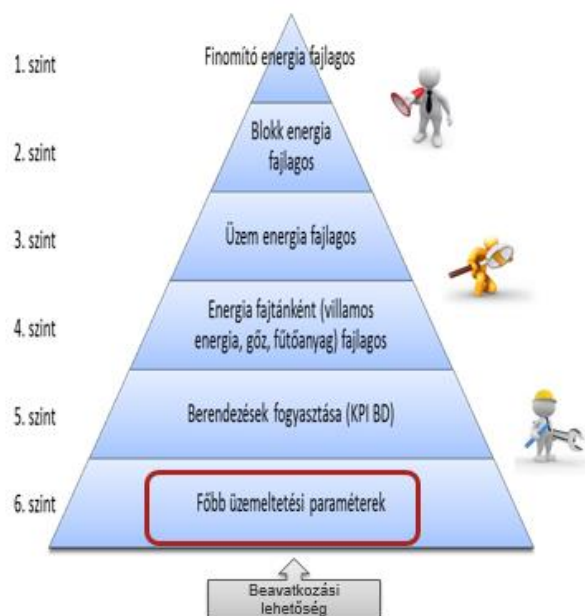 1. szint
Finomító energia fajlagos
2. szint
Blokk energia
fajlagos
3. szint
Üzem energia fajlagos
4. szint
Energia fajtánként (villamos
energia, gőz, fűtőanyag) fajlagos
5. szint
Berendezések fogyasztása (KPI BD)
6. szint
Főbb üzemeltetési paraméterek
Beavatkozási
lehetőség